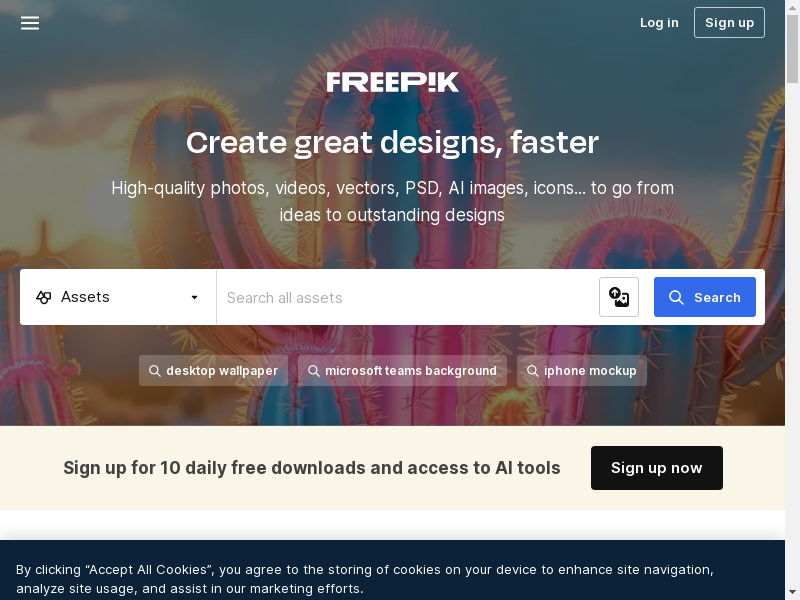 Log in
Sign up
FREEPIK
Create great designs, faster
High-quality photos, videos, vectors, PSD, AI images, icons... to go from
ideas to outstanding designs
Assets
Search all assets
Search
desktop wallpaper
microsoft teams background
iphone mockup
Sign up for 10 daily free downloads and access to AI tools
Sign up now
By clicking “Accept All Cookies”, you agree to the storing of cookies on your device to enhance site navigation,
analyze site usage, and assist in our marketing efforts.